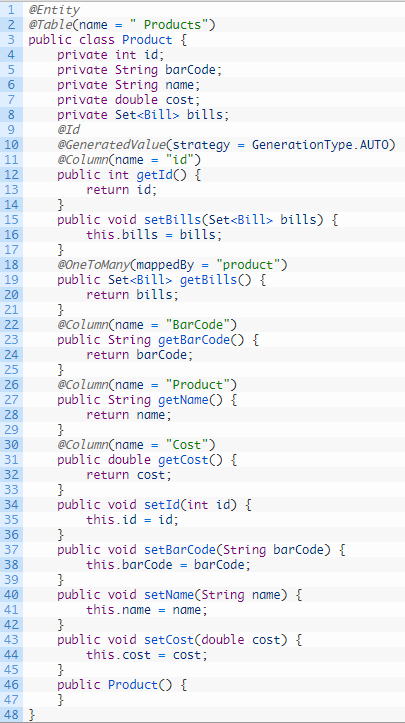 1 @Entity
2 @Table(name = " Products")
3 public class Product {
4     private int id;
5     private String barCode;
6     private String name;
7     private double cost;
8     private Set<Bill> bills;
9     @Id
10     @GeneratedValue(strategy = GenerationType.AUTO)
11     @Column(name = "id")
12     public int getId() {
13         return id;
14     }
15     public void setBills(Set<Bill> bills) {
16         this.bills = bills;
17     }
18     @OneToMany(mappedBy = "product")
19     public Set<Bill> getBills() {
20         return bills;
21     }
22     @Column(name = "BarCode")
23     public String getBarCode() {
24         return barCode;
25     }
26     @Column(name = "Product")
27     public String getName() {
28         return name;
29     }
30     @Column(name = "Cost")
31     public double getCost() {
32         return cost;
33     }
34     public void setId(int id) {
35         this.id = id;
36     }
37     public void setBarCode(String barCode) {
38         this.barCode = barCode;
39     }
40     public void setName(String name) {
41         this.name = name;
42     }
43     public void setCost(double cost) {
44         this.cost = cost;
45     }
46     public Product() {
47     }
48 }